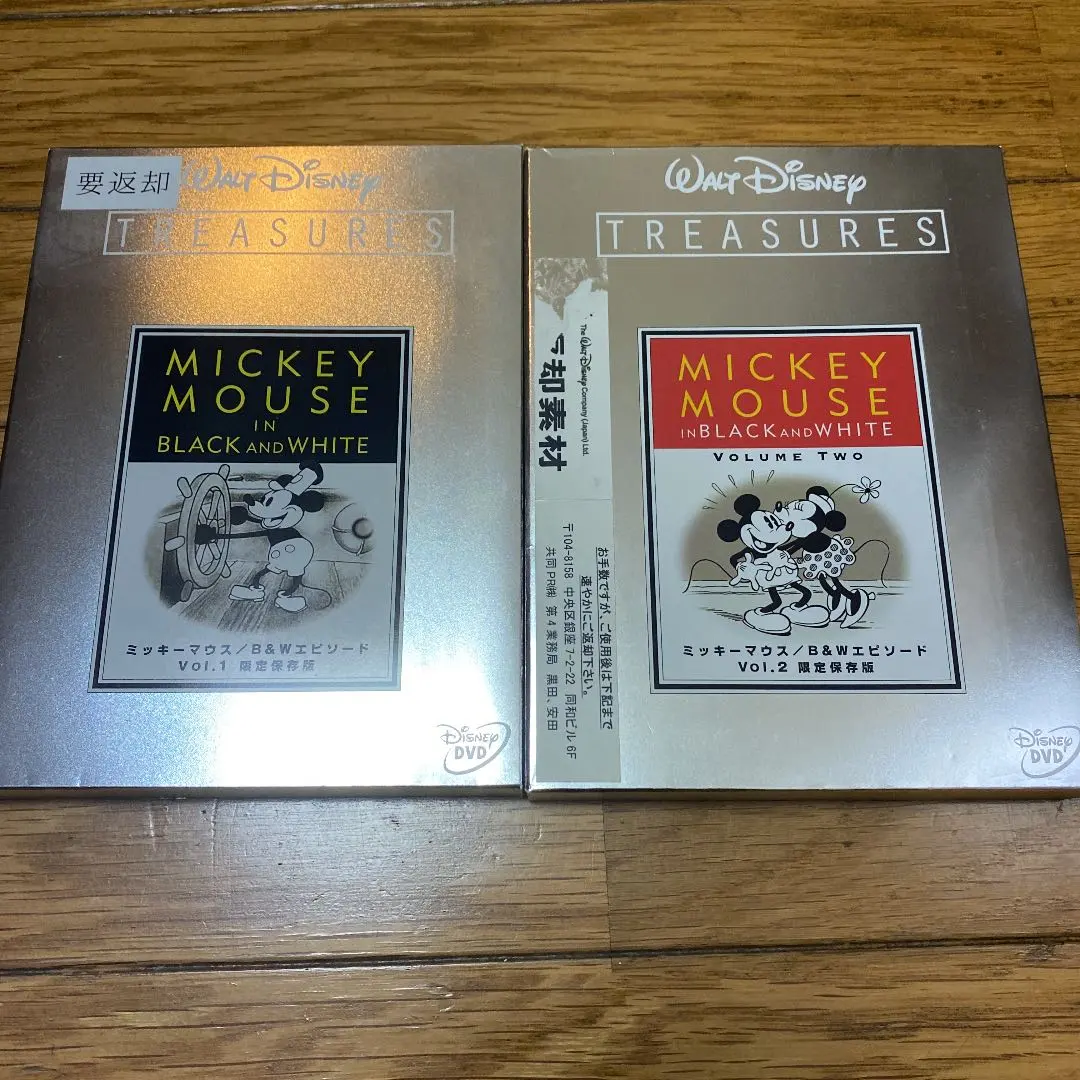 要返却
WALT DISNEY
TREASURES
MICKEY
MOUSE
IN
BLACK AND WHITE
ミッキーマウス/B&Wエピソード
Vol.1 限定保存版
DISNEY
DVD
WALT DISNEY
TREASURES
The WALT DISNEY Company (Japan) Ltd.
却素材
お手数ですが、ご使用後は下記まで
速やかにご返却下さい。
〒104-8158 中央区銀座 7-2-22 同和ビル 6F
共同PR㈱ 第4業務局 黒田、安田
MICKEY
MOUSE
IN BLACK AND WHITE
VOLUME TWO
ミッキーマウス/B&Wエピソード
Vol.2 限定保存版
DISNEY
DVD